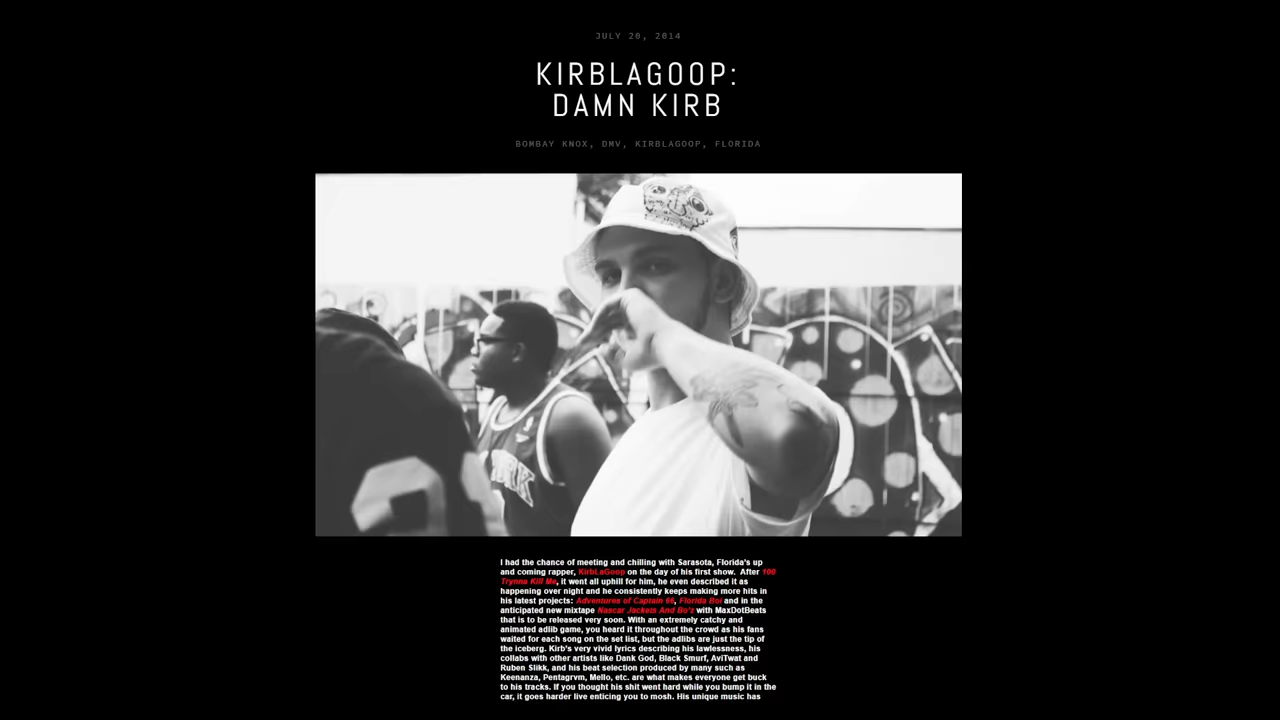 JULY 20, 2014
KIRBLAGOOP:
DAMN KIRB
BOMBAY KNOX, DMV, KIRBLAGOOP, FLORIDA
I had the chance of meeting and chilling with Sarasota, Florida's up
and coming rapper, KirbLaGoop on the day of his first show.  After 100
Trynna Kill Me, it went all uphill for him, he even described it as
happening over night and he consistently keeps making more hits in
his latest projects: Adventures of Captain 66, Florida Boi and in the
anticipated new mixtape Nascar Jackets And Bo'z with MaxDotBeats
that is to be released very soon. With an extremely catchy and
animated adlib game, you heard it throughout the crowd as his fans
waited for each song on the set list, but the adlibs are just the tip of
the iceberg. Kirb's very vivid lyrics describing his lawlessness, his
collabs with other artists like Dank God, Black Smurf, AviTwat and
Ruben Slikk, and his beat selection produced by many such as
Keenanza, Pentagrvm, Mello, etc. are what makes everyone get buck
to his tracks. If you thought his shit went hard while you bump it in the
car, it goes harder live enticing you to mosh. His unique music has